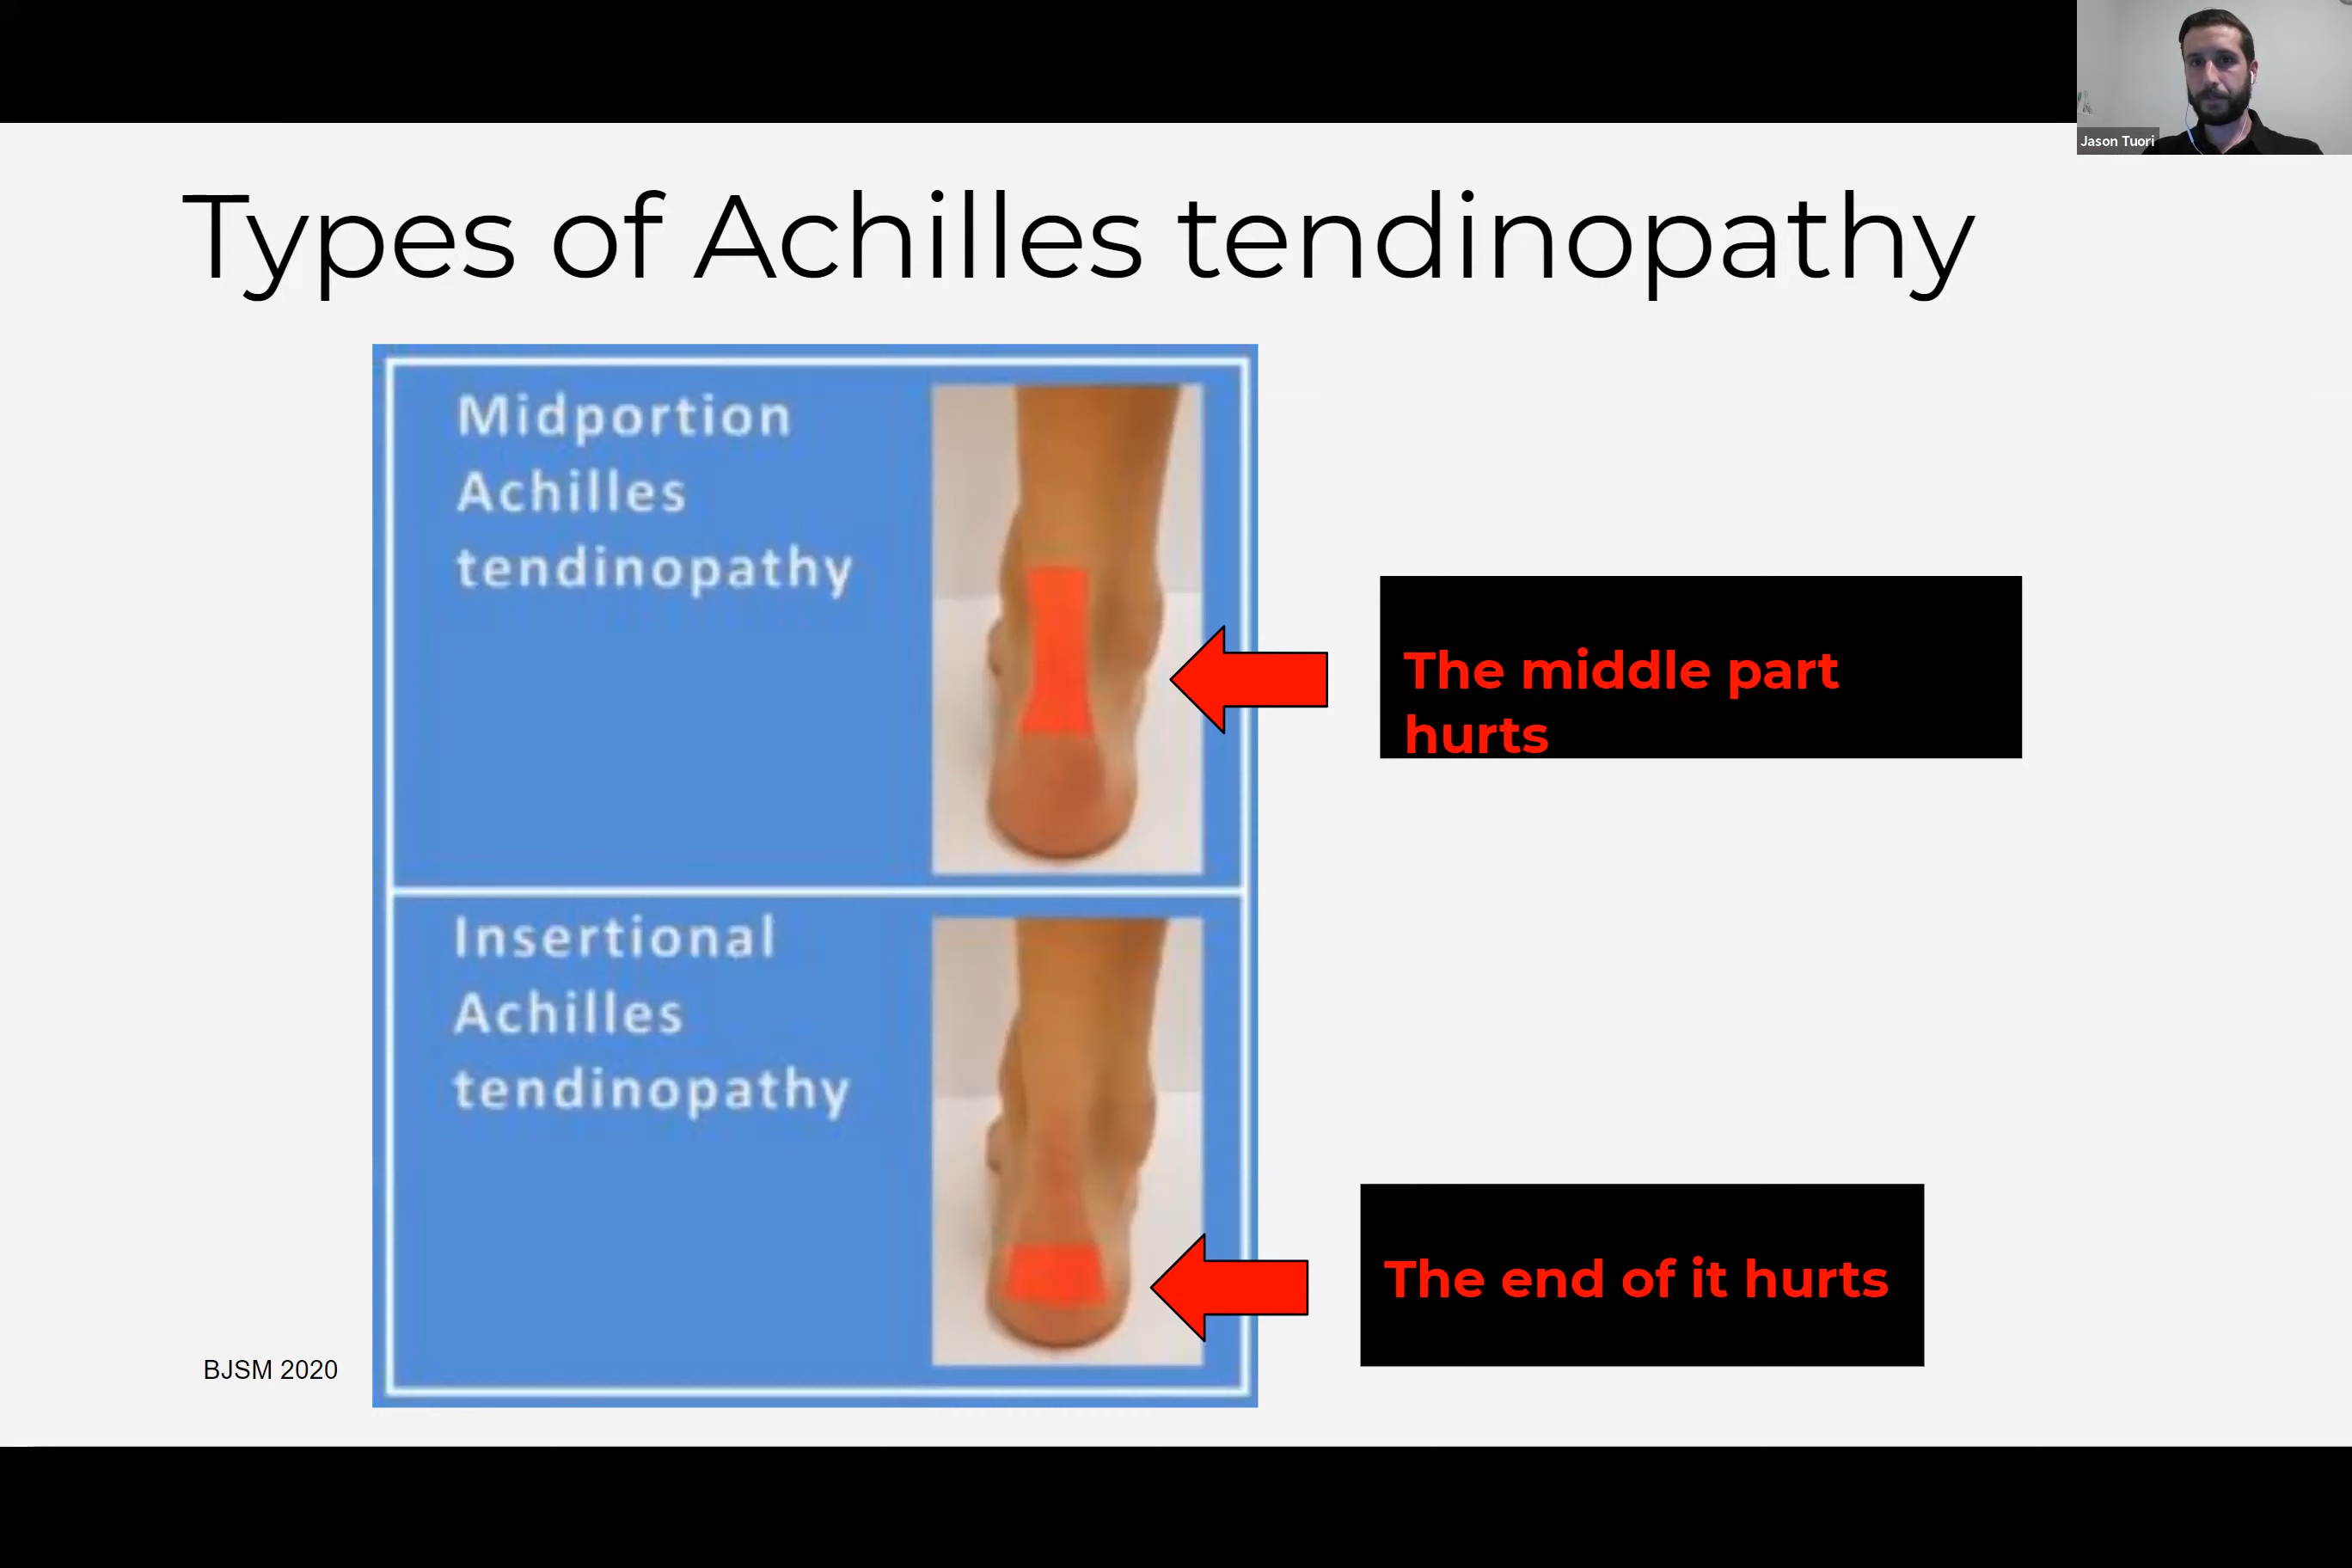 Jason Tuori
Types of Achilles tendinopathy
Midportion
Achilles
tendinopathy
The middle part
hurts
Insertional
Achilles
tendinopathy
The end of it hurts
BJSM 2020